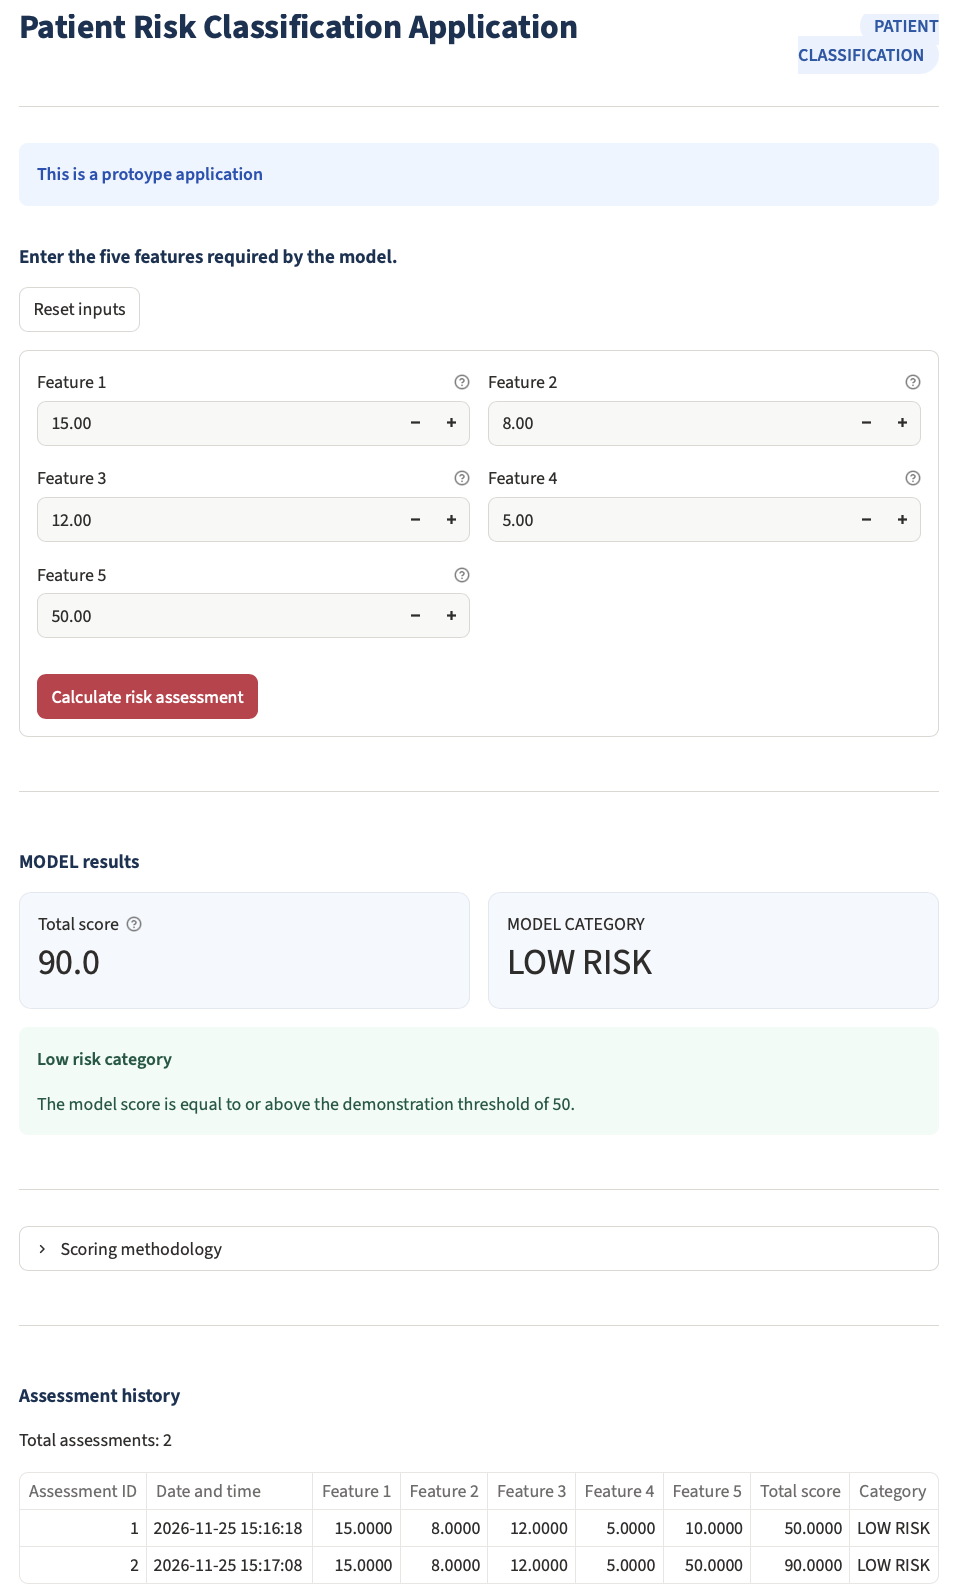 Patient Risk Classification Application
PATIENT
CLASSIFICATION
This is a protoype application
Enter the five features required by the model.
Reset inputs
Feature 1
Feature 2
15.00
8.00
Feature 3
Feature 4
12.00
5.00
Feature 5
50.00
Calculate risk assessment
MODEL results
Total score
90.0
MODEL CATEGORY
LOW RISK
Low risk category
The model score is equal to or above the demonstration threshold of 50.
Scoring methodology
Assessment history
Total assessments: 2
Assessment ID Date and time Feature 1 Feature 2 Feature 3 Feature 4 Feature 5 Total score Category
1 2026-11-25 15:16:18 15.0000 8.0000 12.0000 5.0000 10.0000 50.0000 LOW RISK
2 2026-11-25 15:17:08 15.0000 8.0000 12.0000 5.0000 50.0000 90.0000 LOW RISK